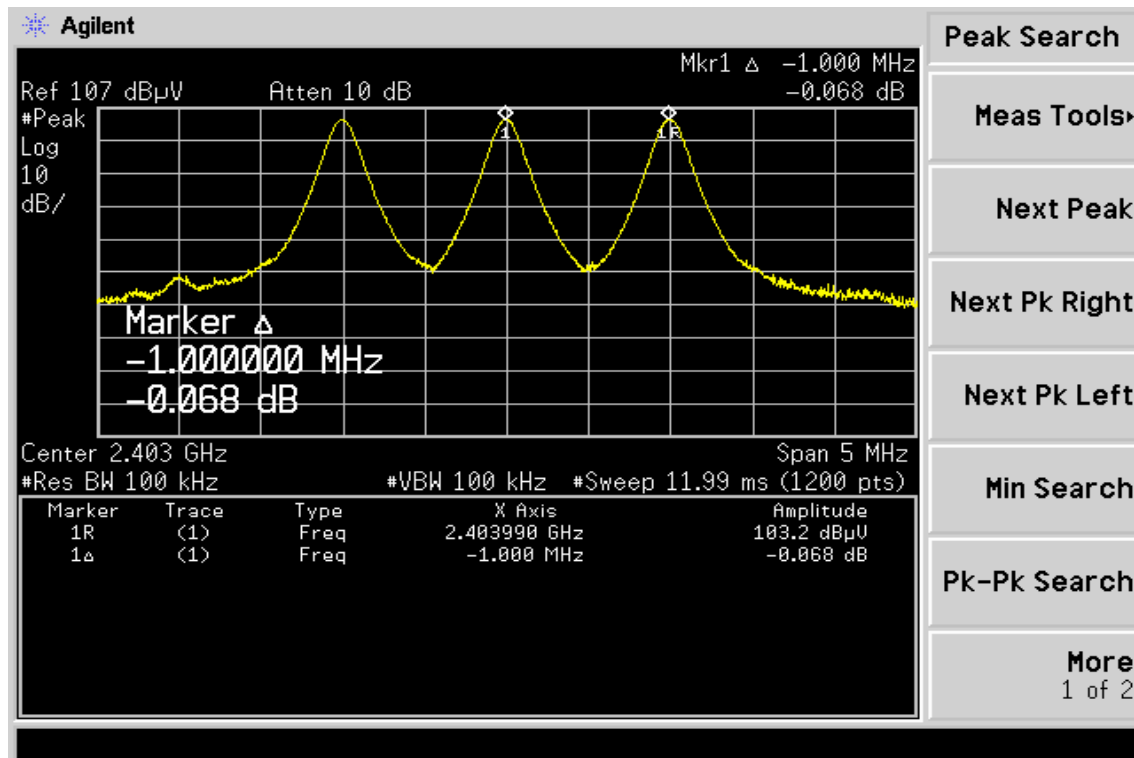 Agilent
Peak Search
Mkr1 Δ -1.000 MHz
Ref 107 dBµV Atten 10 dB -0.068 dB
#Peak
Log
10
dB/
1
1R
Marker Δ
-1.000000 MHz
-0.068 dB
Center 2.403 GHz Span 5 MHz
#Res BW 100 kHz #VBW 100 kHz #Sweep 11.99 ms (1200 pts)
Marker Trace Type X Axis Amplitude
1R (1) Freq 2.403990 GHz 103.2 dBµV
1Δ (1) Freq -1.000 MHz -0.068 dB
Meas Tools
Next Peak
Next Pk Right
Next Pk Left
Min Search
Pk-Pk Search
More
1 of 2